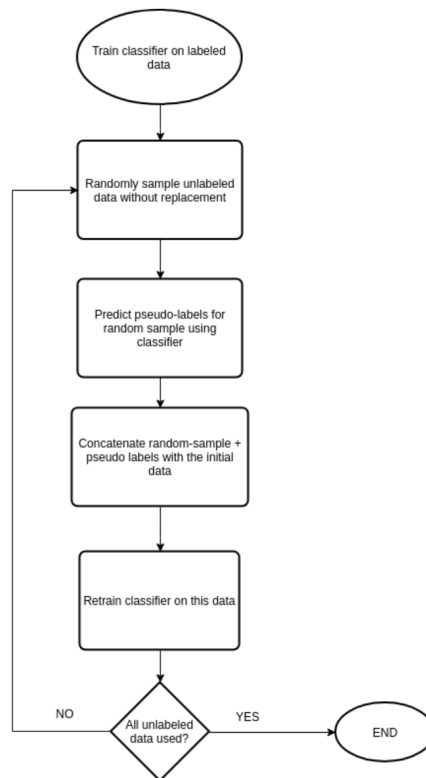 Train classifier on labeled
data
Randomly sample unlabeled
data without replacement
Predict pseudo-labels for
random sample using
classifier
Concatenate random-sample +
pseudo labels with the initial
data
Retrain classifier on this data
All unlabeled
data used?
NO
YES
END